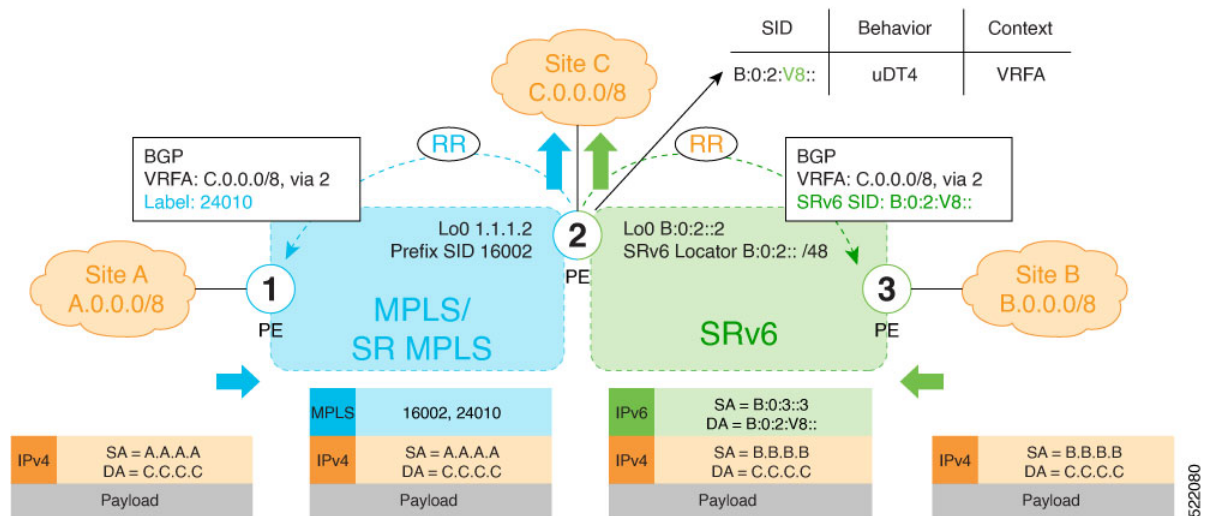 SID Behavior Context
B:0:2:V8:: uDT4 VRFA
Site C
C.0.0.0/8
RR
RR
BGP
VRFA: C.0.0.0/8, via 2
Label: 24010
BGP
VRFA: C.0.0.0/8, via 2
SRv6 SID: B:0:2:V8::
Lo0 1.1.1.2
Prefix SID 16002
2
PE
Lo0 B:0:2::2
SRv6 Locator B:0:2:: /48
Site A
A.0.0.0/8
1
PE
MPLS/
SR MPLS
SRv6
3
PE
Site B
B.0.0.0/8
MPLS 16002, 24010
IPv6 SA = B:0:3::3
DA = B:0:2:V8::
IPv4 SA = A.A.A.A
DA = C.C.C.C
Payload
IPv4 SA = A.A.A.A
DA = C.C.C.C
Payload
IPv4 SA = B.B.B.B
DA = C.C.C.C
Payload
IPv4 SA = B.B.B.B
DA = C.C.C.C
Payload
522080